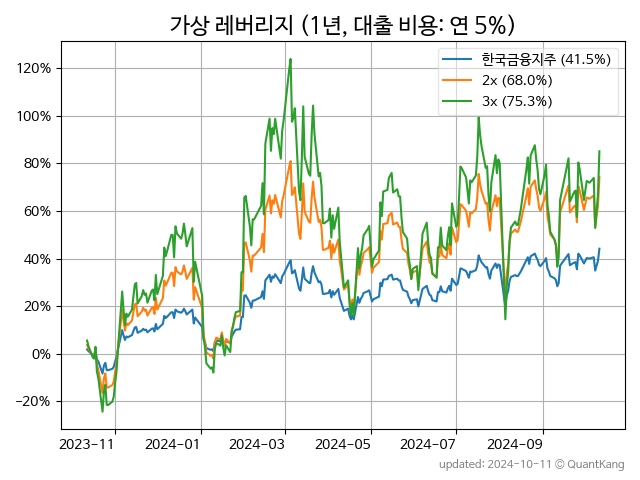 가상 레버리지 (1년, 대출 비용: 연 5%)
한국금융지주 (41.5%)
2x (68.0%)
3x (75.3%)
120%
100%
80%
60%
40%
20%
0%
−20%
2023-11
2024-01
2024-03
2024-05
2024-07
2024-09
updated: 2024-10-11 © QuantKang